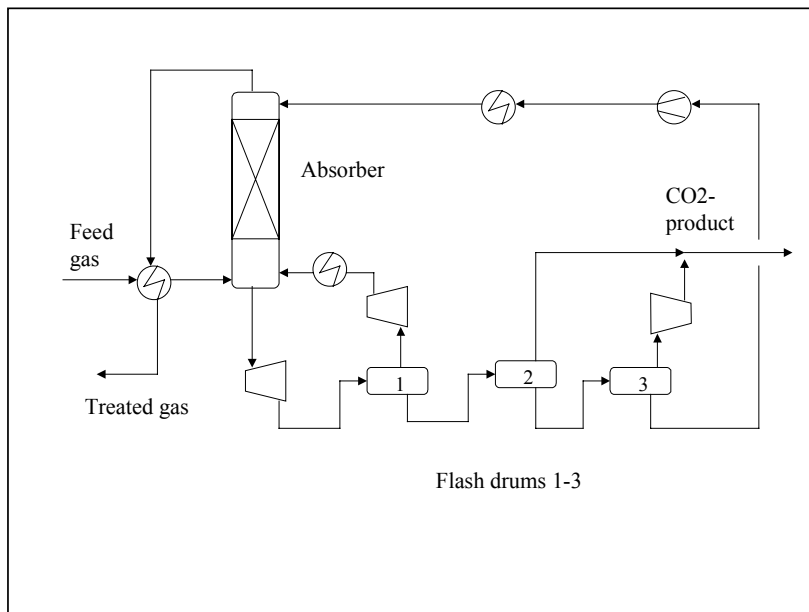 Absorber
CO2-
product
Feed
gas
1
2
3
Treated gas
Flash drums 1-3